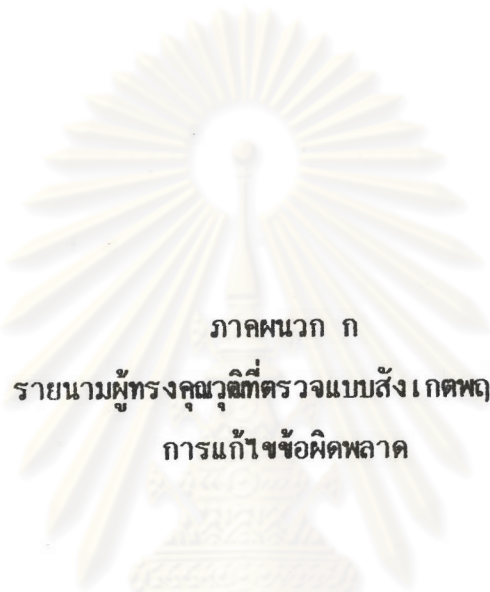 ภาคผนวก ก
รายนามผู้ทรงคุณวุฒิที่ตรวจแบบสังเกตพฤ
การแก้ไขข้อผิดพลาด